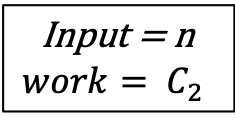 Input = n
work = C₂